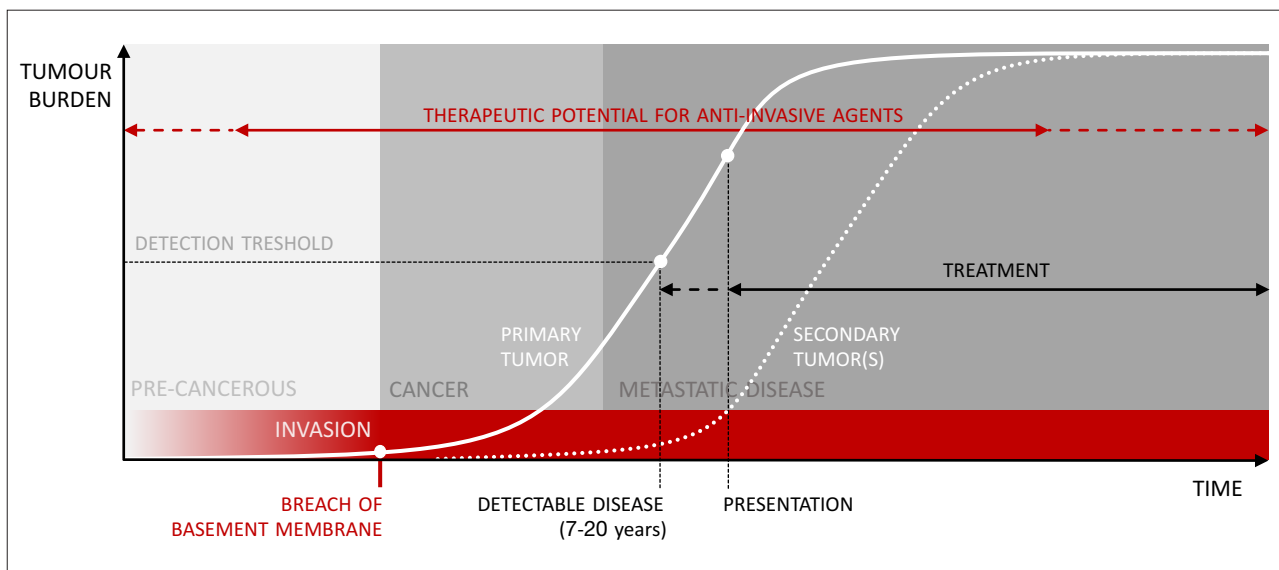 TUMOUR
BURDEN
THERAPEUTIC POTENTIAL FOR ANTI-INVASIVE AGENTS
DETECTION TRESHOLD
TREATMENT
PRIMARY
TUMOR
SECONDARY
TUMOR(S)
PRE-CANCEROUS
CANCER
METASTATIC DISEASE
INVASION
TIME
BREACH OF
BASEMENT MEMBRANE
DETECTABLE DISEASE
(7-20 years)
PRESENTATION